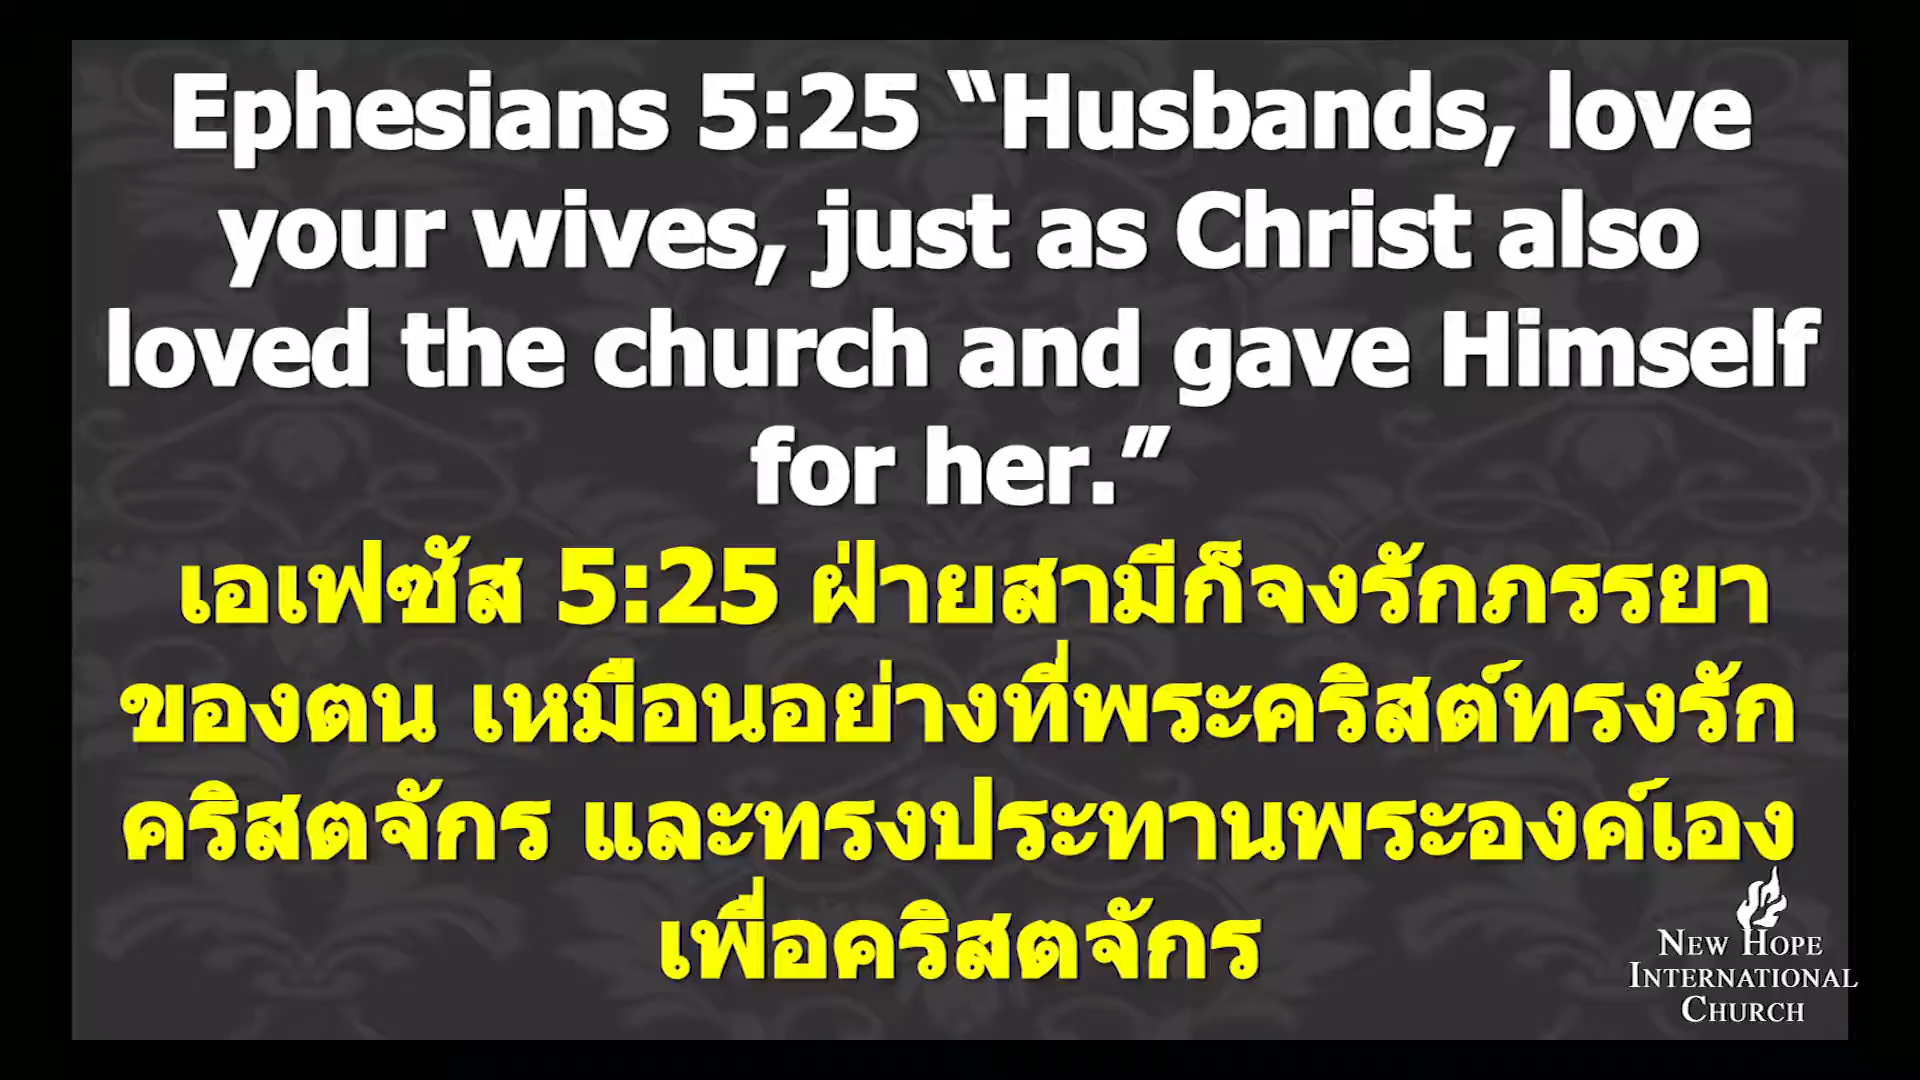 Ephesians 5:25 “Husbands, love
your wives, just as Christ also
loved the church and gave Himself
for her.”
เอเฟซัส 5:25 ฝ่ายสามีก็จงรักภรรยา
ของตน เหมือนอย่างที่พระคริสต์ทรงรัก
คริสตจักร และทรงประทานพระองค์เอง
เพื่อคริสตจักร
NEW HOPE
INTERNATIONAL
CHURCH